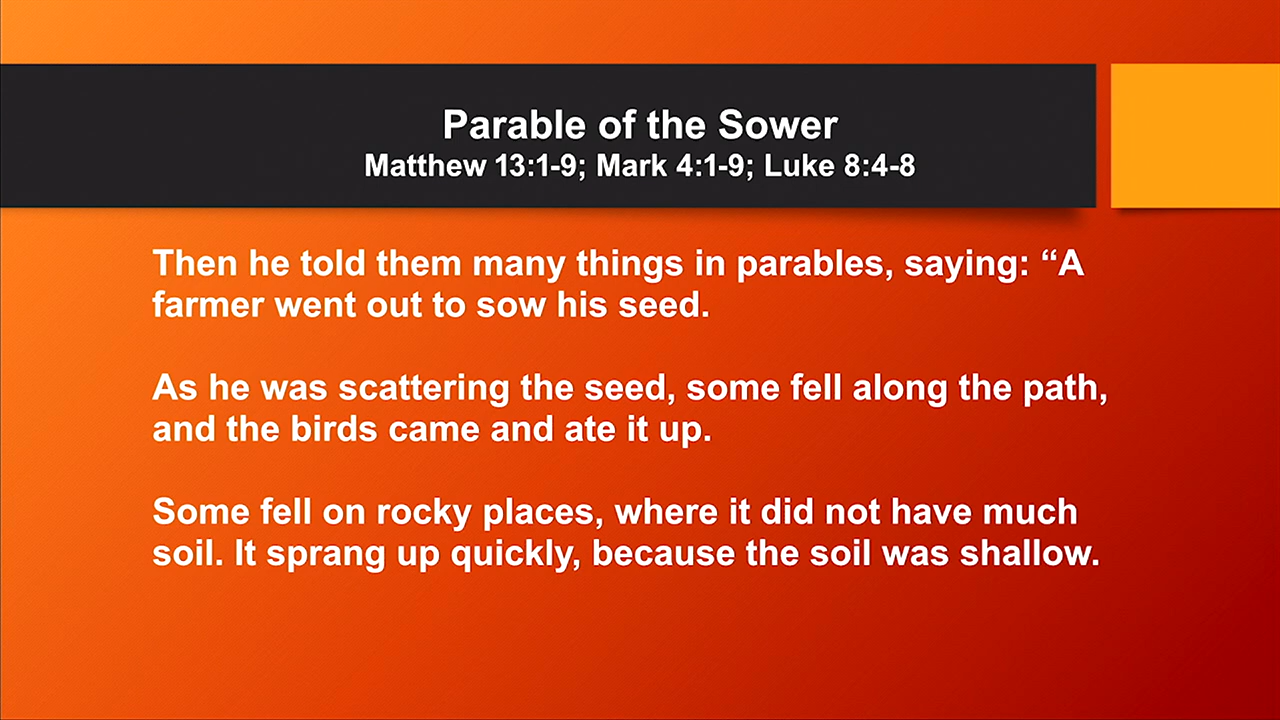 Parable of the Sower
Matthew 13:1-9; Mark 4:1-9; Luke 8:4-8
Then he told them many things in parables, saying: “A
farmer went out to sow his seed.
As he was scattering the seed, some fell along the path,
and the birds came and ate it up.
Some fell on rocky places, where it did not have much
soil. It sprang up quickly, because the soil was shallow.